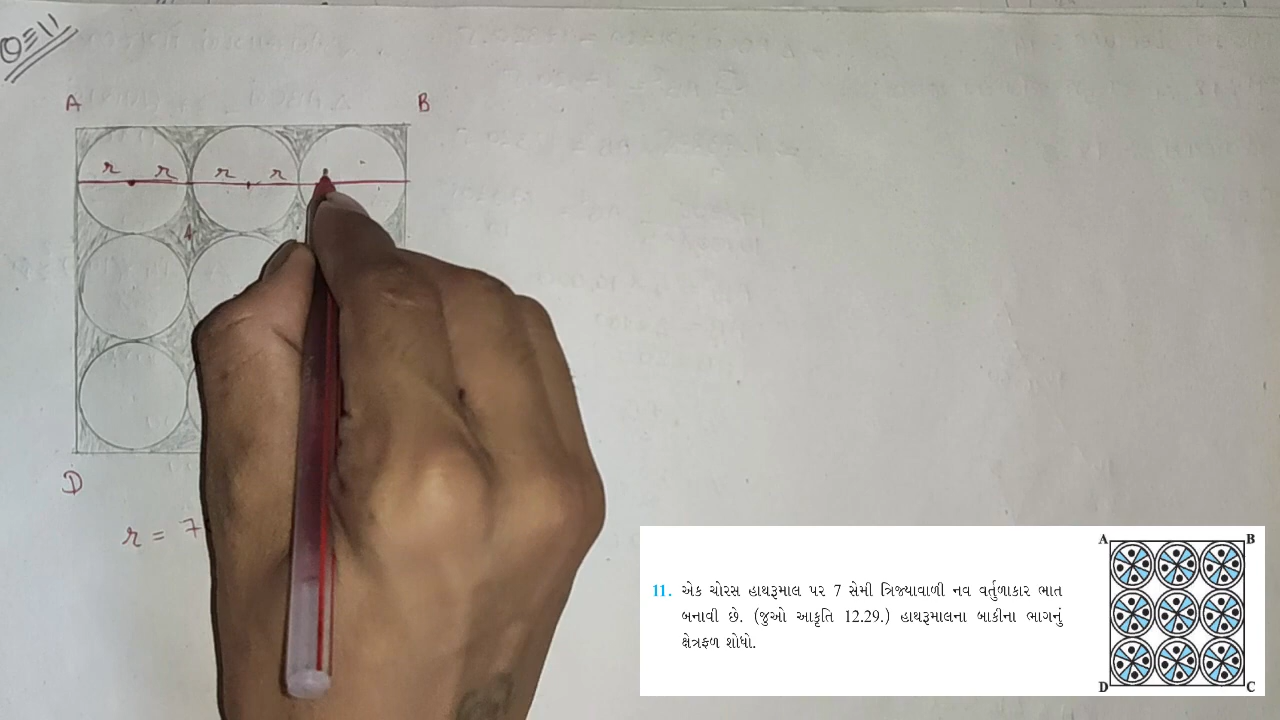 Q=11
A B
r r r r
D
r = 7
11. એક ચોરસ હાથરૂમાલ પર 7 સેમી ત્રિજ્યાવાળી નવ વર્તુળાકાર ભાત
બનાવી છે. (જુઓ આકૃતિ 12.29.) હાથરૂમાલના બાકીના ભાગનું
ક્ષેત્રફળ શોધો.
A B
D C